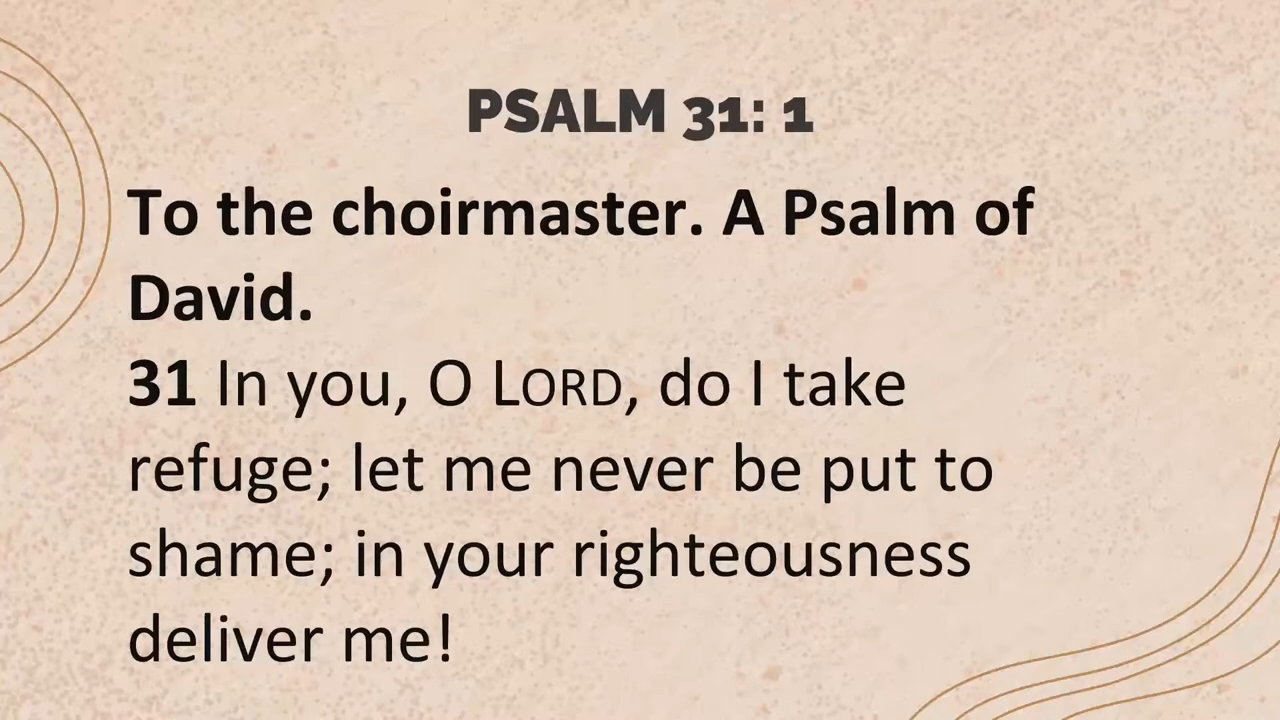 PSALM 31: 1
To the choirmaster. A Psalm of
David.
31 In you, O LORD, do I take
refuge; let me never be put to
shame; in your righteousness
deliver me!